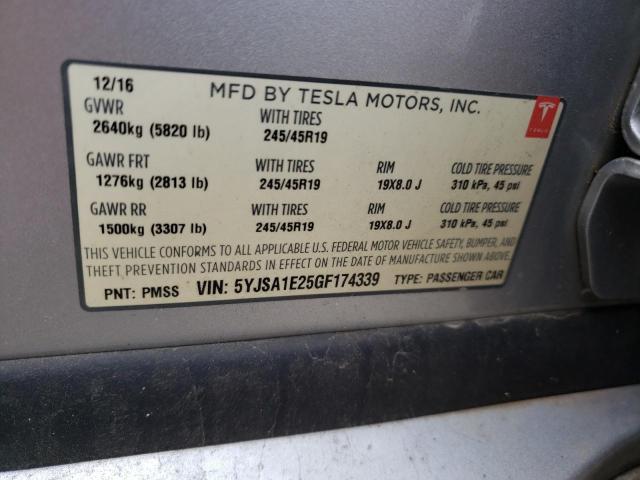 12/16 MFD BY TESLA MOTORS, INC.
GVWR WITH TIRES
2640kg (5820 lb) 245/45R19
TESLA
GAWR FRT WITH TIRES RIM COLD TIRE PRESSURE
1276kg (2813 lb) 245/45R19 19X8.0 J 310 kPa, 45 psi
GAWR RR WITH TIRES RIM COLD TIRE PRESSURE
1500kg (3307 lb) 245/45R19 19X8.0 J 310 kPa, 45 psi
THIS VEHICLE CONFORMS TO ALL APPLICABLE U.S. FEDERAL MOTOR VEHICLE SAFETY, BUMPER, AND
THEFT PREVENTION STANDARDS IN EFFECT ON THE DATE OF MANUFACTURE SHOWN ABOVE.
PNT: PMSS VIN: 5YJSA1E25GF174339 TYPE: PASSENGER CAR